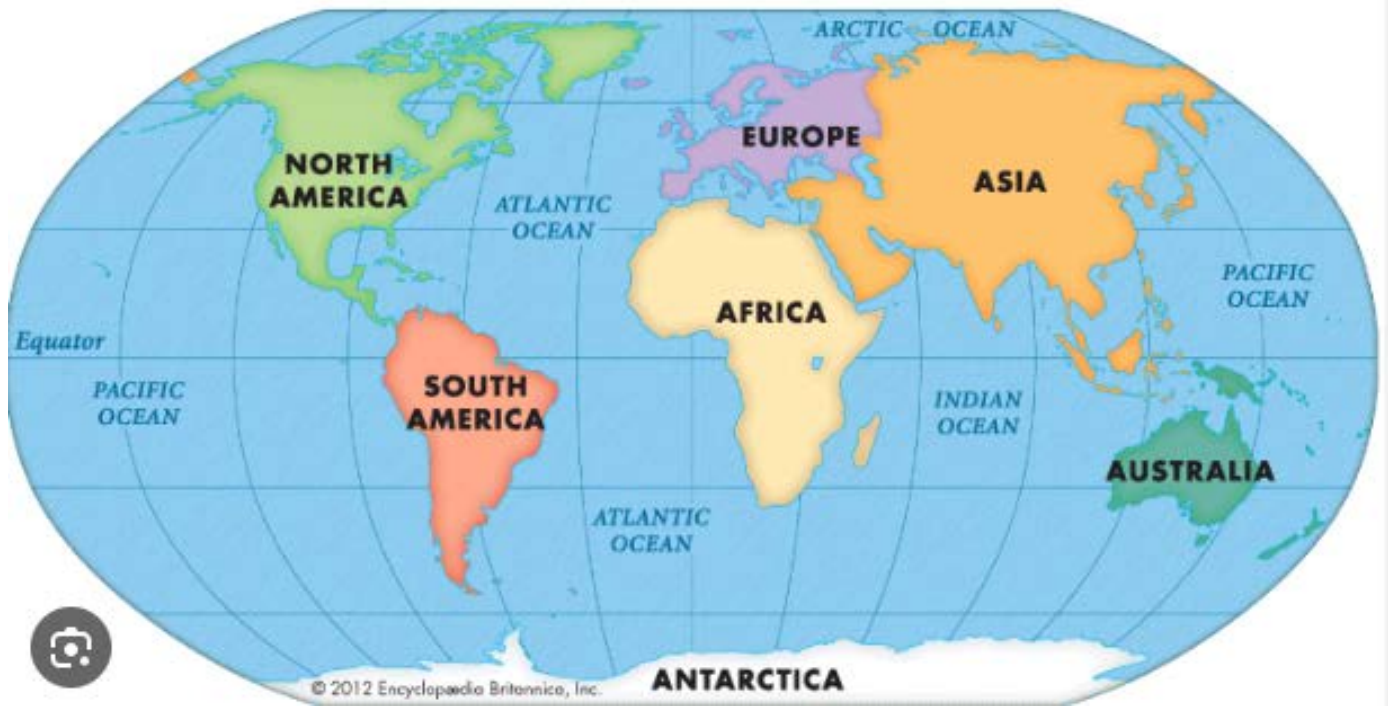 ARCTIC OCEAN
EUROPE
NORTH
AMERICA
ASIA
ATLANTIC
OCEAN
PACIFIC
OCEAN
AFRICA
Equator
PACIFIC
OCEAN
SOUTH
AMERICA
INDIAN
OCEAN
AUSTRALIA
ATLANTIC
OCEAN
ANTARCTICA
© 2012 Encyclopædia Britannica, Inc.